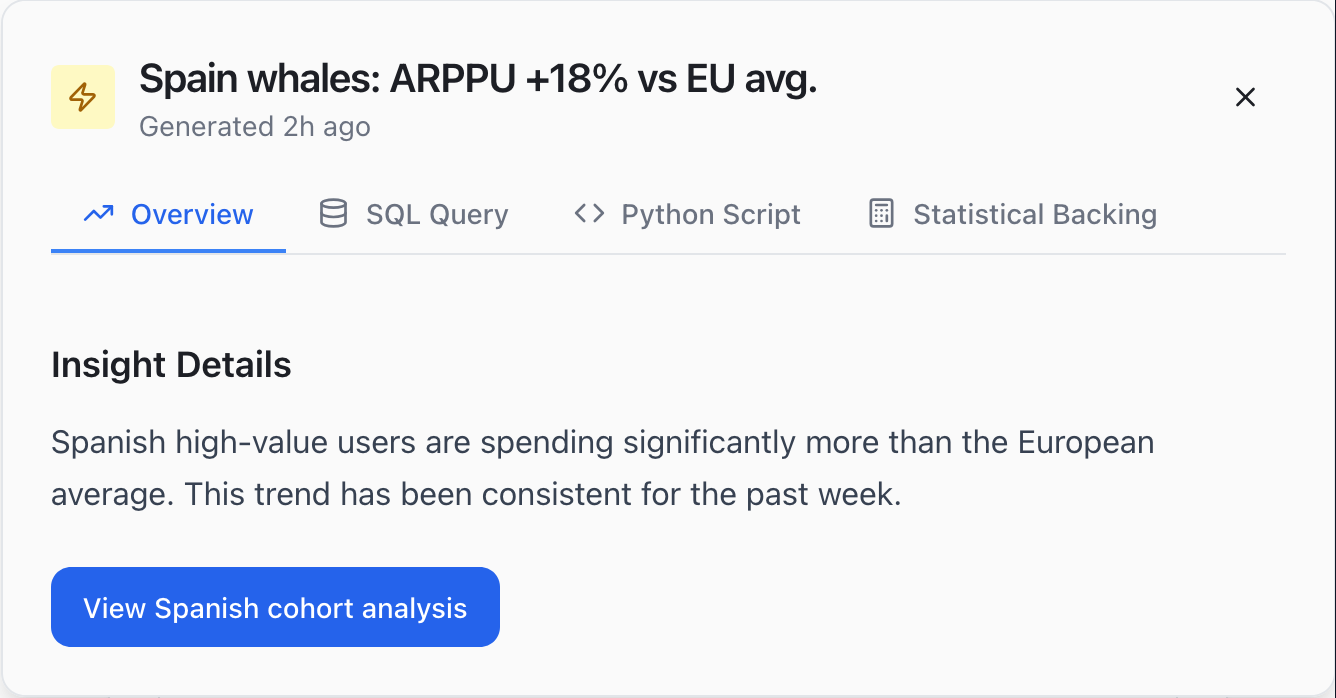 Spain whales: ARPPU +18% vs EU avg.
Generated 2h ago
Overview
SQL Query
Python Script
Statistical Backing
Insight Details
Spanish high-value users are spending significantly more than the European
average. This trend has been consistent for the past week.
View Spanish cohort analysis